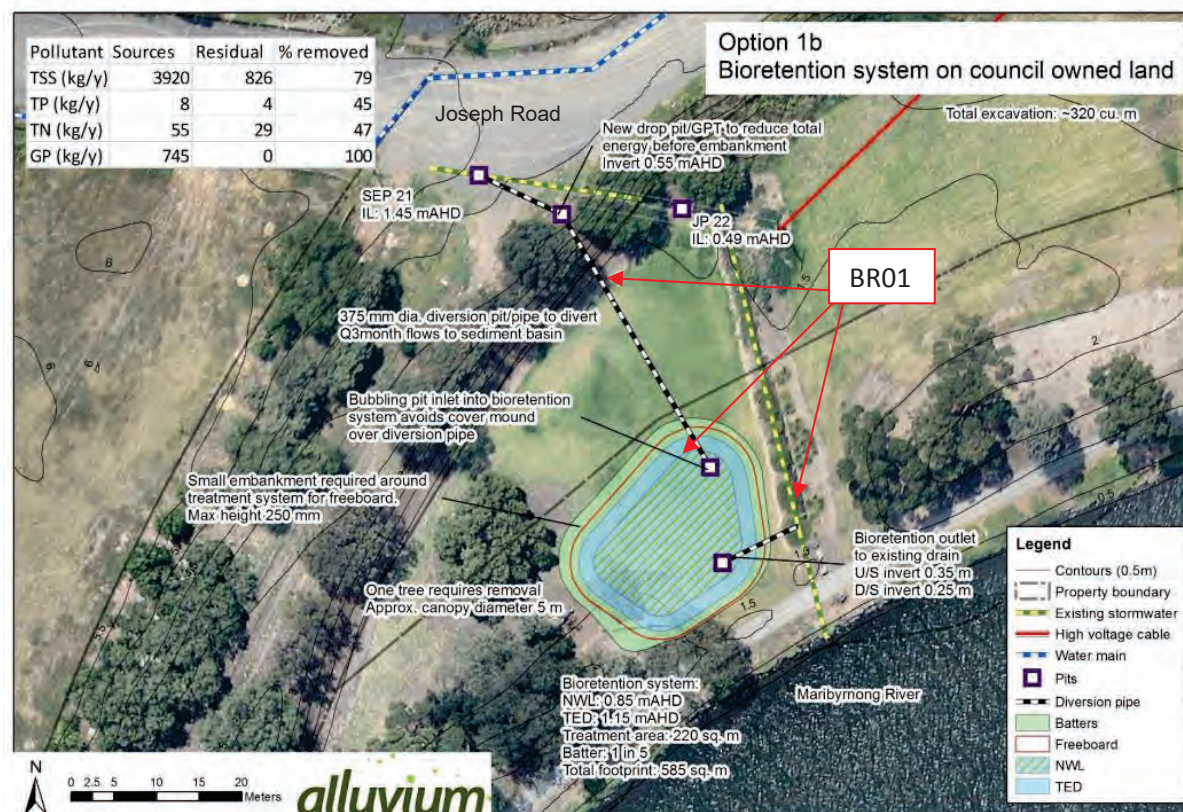 Pollutant Sources Residual % removed
TSS (kg/y) 3920 826 79
TP (kg/y) 8 4 45
TN (kg/y) 55 29 47
GP (kg/y) 745 0 100
Option 1b
Bioretention system on council owned land
Total excavation: ~320 cu. m
Joseph Road
New drop pit/GPT to reduce total
energy before embankment
Invert 0.55 mAHD
SEP 21
IL: 1.45 mAHD
JP 22
IL: 0.49 mAHD
BR01
6
1.5
6
6
2
375 mm dia. diversion pit/pipe to divert
Q3month flows to sediment basin
Bubbling pit inlet into bioretention
system avoids cover mound
over diversion pipe
Small embankment required around
treatment system for freeboard.
Max height 250 mm
0.5
One tree requires removal
Approx. canopy diameter 5 m
1.5
1.5
Bioretention outlet
to existing drain
U/S invert 0.35 m
D/S invert 0.25 m
Bioretention system:
NWL: 0.85 mAHD
TED: 1.15 mAHD
Treatment area: 220 sq. m
Batter: 1 in 5
Total footprint: 585 sq. m
Maribyrnong River
Legend
Contours (0.5m)
Property boundary
Existing stormwater
High voltage cable
Water main
Pits
Diversion pipe
Batters
Freeboard
NWL
TED
N
0 2.5 5 10 15 20
Meters
alluvium